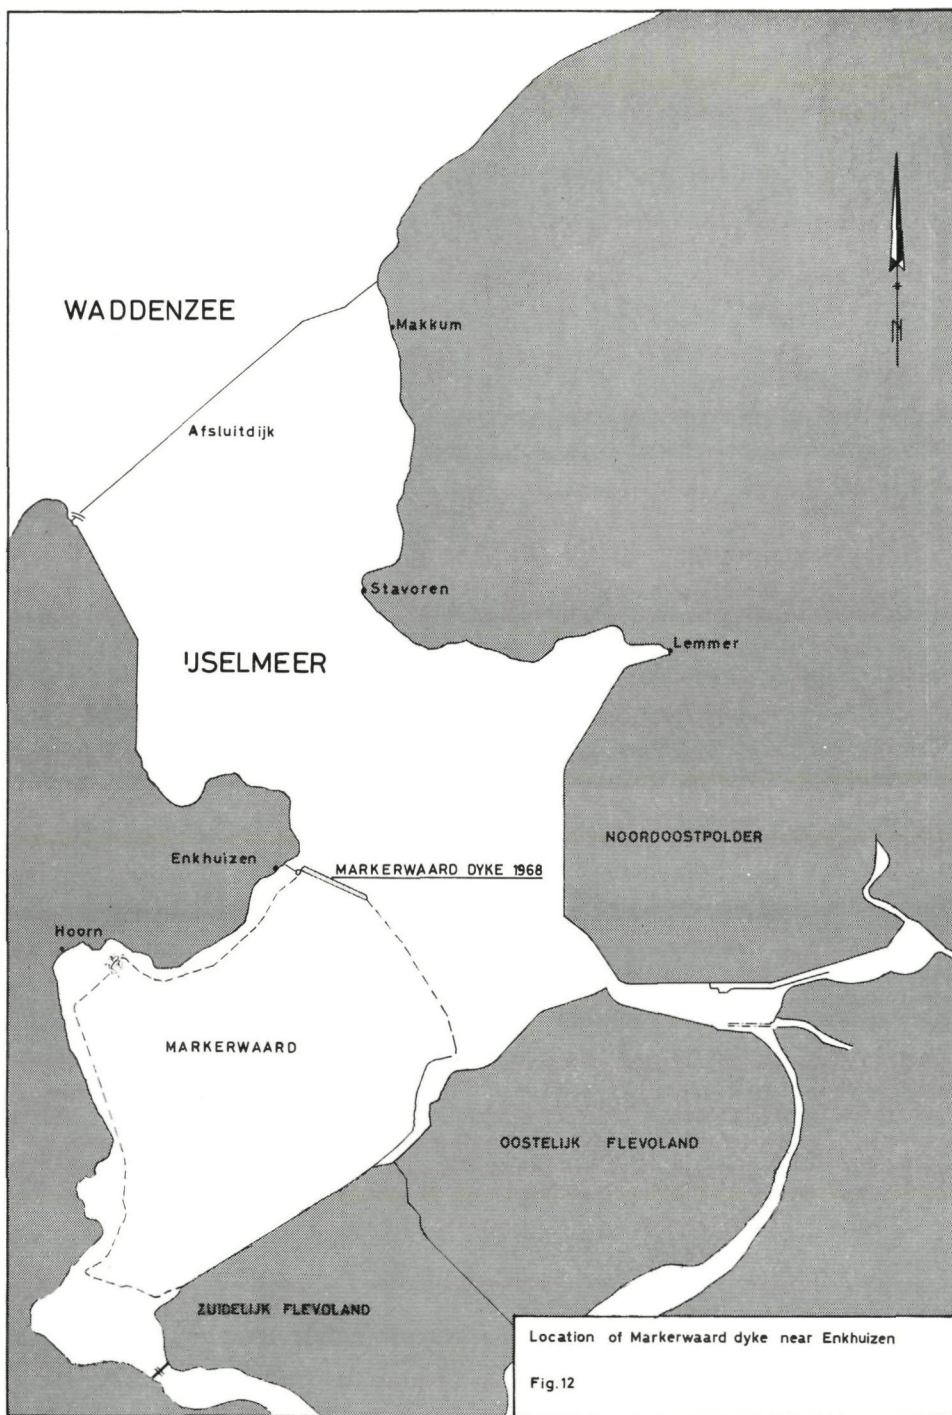 WADDENZEE
Makkum
N
Afsluitdijk
Stavoren
IJSELMEER
Lemmer
NOORDOOSTPOLDER
Enkhuizen
MARKERWAARD DYKE 1968
Hoorn
MARKERWAARD
OOSTELIJK FLEVOLAND
ZUIDELIJK FLEVOLAND
Location of Markerwaard dyke near Enkhuizen
Fig.12